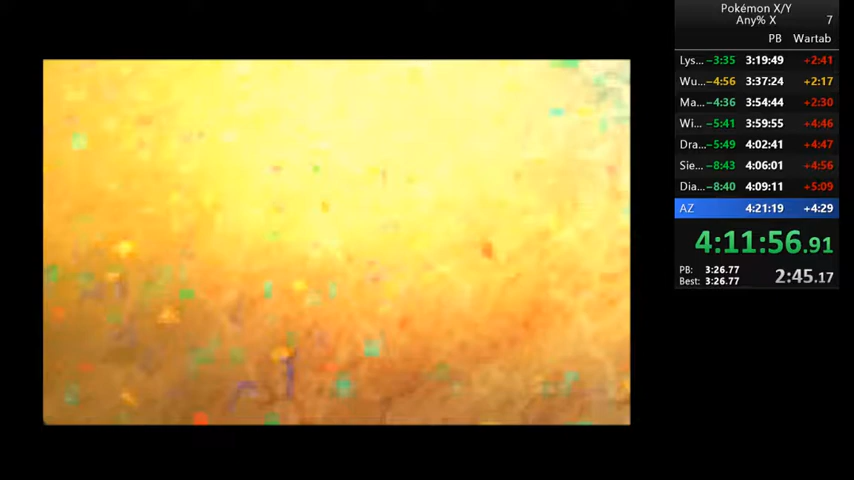 Pokémon X/Y
Any% X 7
PB Wartab
Lys... −3:35 3:19:49 +2:41
Wu... −4:56 3:37:24 +2:17
Ma... −4:36 3:54:44 +2:30
Wi... −5:41 3:59:55 +4:46
Dra... −5:49 4:02:41 +4:47
Sie... −8:43 4:06:01 +4:56
Dia... −8:40 4:09:11 +5:09
AZ 4:21:19 +4:29
4:11:56.91
PB: 3:26.77
Best: 3:26.77 2:45.17